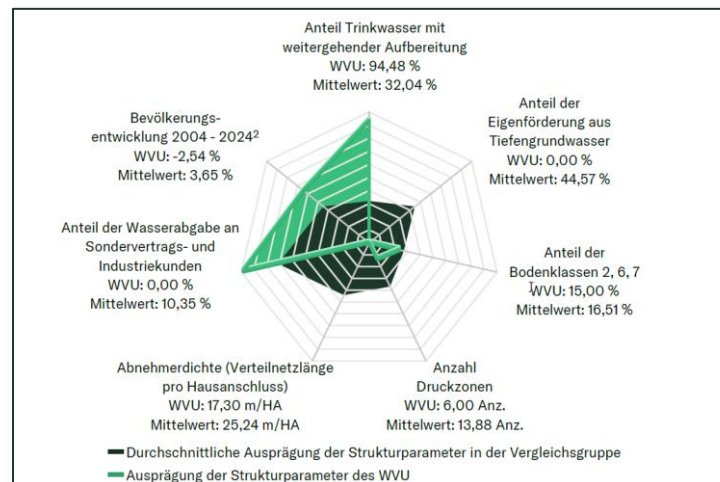 Anteil Trinkwasser mit
weitergehender Aufbereitung
WVU: 94,48 %
Mittelwert: 32,04 %
Anteil der
Eigenförderung aus
Tiefengrundwasser
WVU: 0,00 %
Mittelwert: 44,57 %
Bevölkerungs-
entwicklung 2004 - 2024²
WVU: -2,54 %
Mittelwert: 3,65 %
Anteil der Wasserabgabe an
Sondervertrags- und
Industriekunden
WVU: 0,00 %
Mittelwert: 10,35 %
Anteil der
Bodenklassen 2, 6, 7
WVU: 15,00 %
Mittelwert: 16,51 %
Abnehmerdichte (Verteilnetzlänge
pro Hausanschluss)
WVU: 17,30 m/HA
Mittelwert: 25,24 m/HA
Anzahl
Druckzonen
WVU: 6,00 Anz.
Mittelwert: 13,88 Anz.
Durchschnittliche Ausprägung der Strukturparameter in der Vergleichsgruppe
Ausprägung der Strukturparameter des WVU